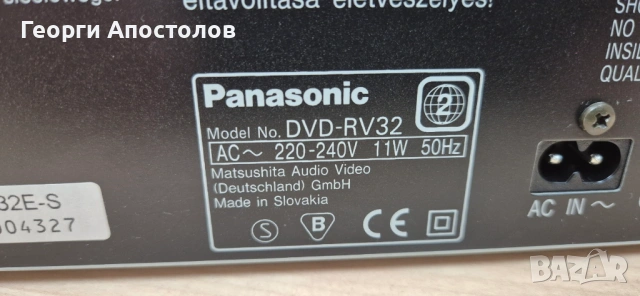 Георги Апостолов
eltávolítása életveszélyes!
SH
NO
INSI
QUAL
Panasonic
2
Model No. DVD-RV32
AC~ 220-240V 11W 50Hz
Matsushita Audio Video
(Deutschland) GmbH
Made in Slovakia
S B CE
32E-S
004327
AC IN ~
BAZAR